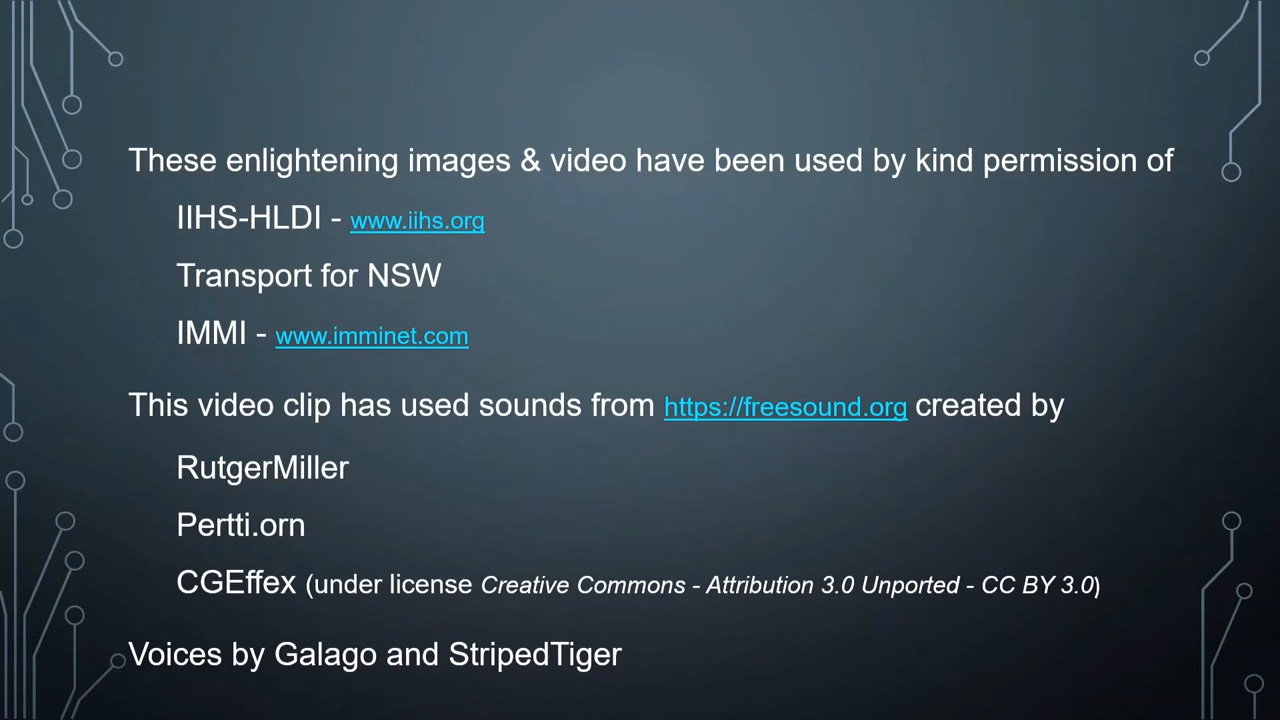 These enlightening images & video have been used by kind permission of
IIHS-HLDI - www.iihs.org
Transport for NSW
IMMI - www.imminet.com
This video clip has used sounds from https://freesound.org created by
RutgerMiller
Pertti.orn
CGEffex (under license Creative Commons - Attribution 3.0 Unported - CC BY 3.0)
Voices by Galago and StripedTiger